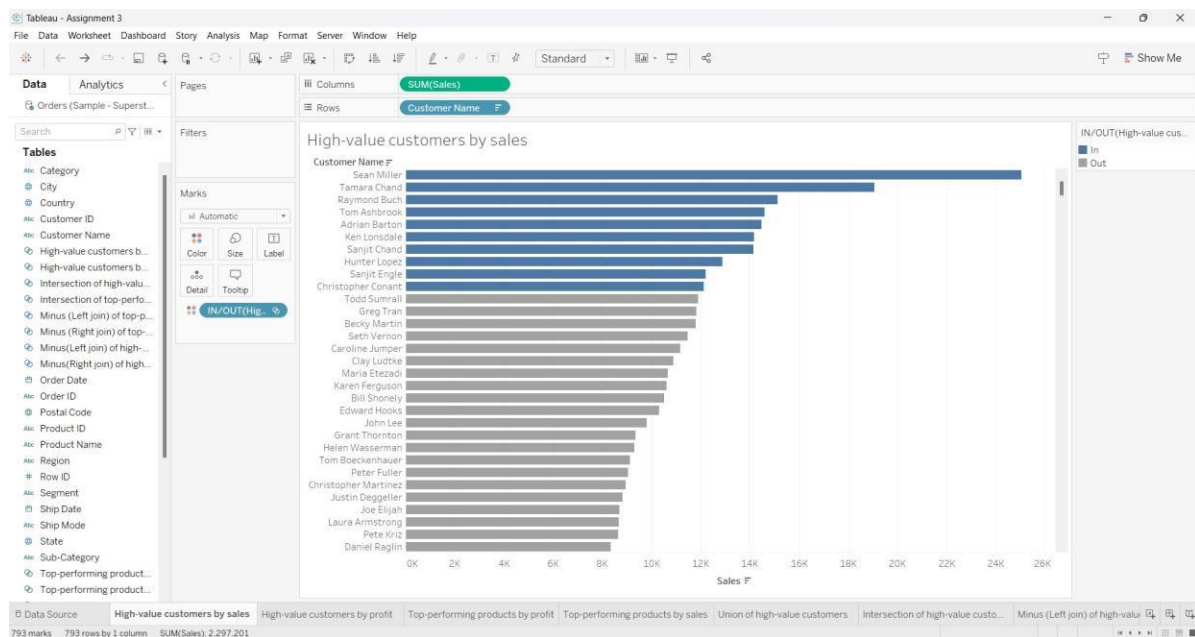 Tableau - Assignment 3
File Data Worksheet Dashboard Story Analysis Map Format Server Window Help
Standard
Show Me
Data Analytics
Orders (Sample - Superst...
Search
Tables
Abc Category
City
Country
Abc Customer ID
Abc Customer Name
High-value customers b...
High-value customers b...
Intersection of high-valu...
Intersection of top-perfo...
Minus (Left join) of top-p...
Minus (Right join) of top-...
Minus(Left join) of high-...
Minus(Right join) of high...
Order Date
Abc Order ID
Postal Code
Abc Product ID
Abc Product Name
Abc Region
# Row ID
Abc Segment
Ship Date
Abc Ship Mode
State
Abc Sub-Category
Top-performing product...
Top-performing product...
Pages
Filters
Marks
Automatic
Color Size Label
Detail Tooltip
IN/OUT(Hig..
Columns SUM(Sales)
Rows Customer Name
High-value customers by sales
Customer Name
Sean Miller
Tamara Chand
Raymond Buch
Tom Ashbrook
Adrian Barton
Ken Lonsdale
Sanjit Chand
Hunter Lopez
Sanjit Engle
Christopher Conant
Todd Sumrall
Greg Tran
Becky Martin
Seth Vernon
Caroline Jumper
Clay Ludtke
Maria Etezadi
Karen Ferguson
Bill Shonely
Edward Hooks
John Lee
Grant Thornton
Helen Wasserman
Tom Boeckenhauer
Peter Fuller
Christopher Martinez
Justin Deggeller
Joe Elijah
Laura Armstrong
Pete Kriz
Daniel Raglin
0K 2K 4K 6K 8K 10K 12K 14K 16K 18K 20K 22K 24K 26K
Sales
IN/OUT(High-value cus...
In
Out
Data Source High-value customers by sales High-value customers by profit Top-performing products by profit Top-performing products by sales Union of high-value customers Intersection of high-value custo... Minus (Left join) of high-valu
793 marks 793 rows by 1 column SUM(Sales): 2.297.201